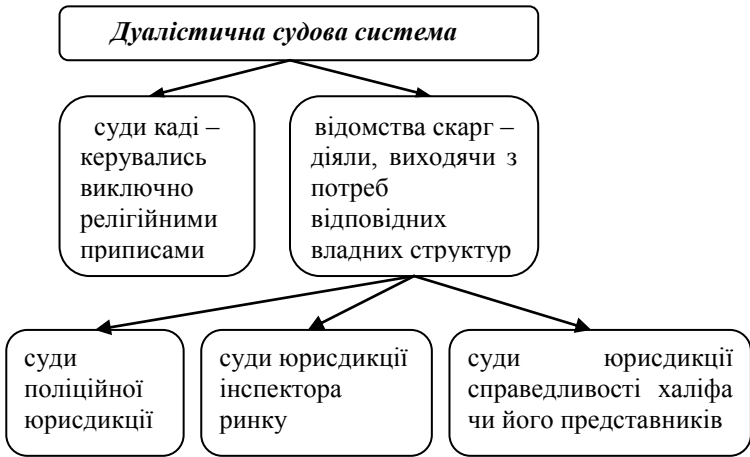 Дуалістична судова система
суди каді –
керувались
виключно
релігійними
приписами
відомства скарг –
діяли, виходячи з
потреб
відповідних
владних структур
суди
поліційної
юрисдикції
суди юрисдикції
інспектора
ринку
суди юрисдикції
справедливості халіфа
чи його представників